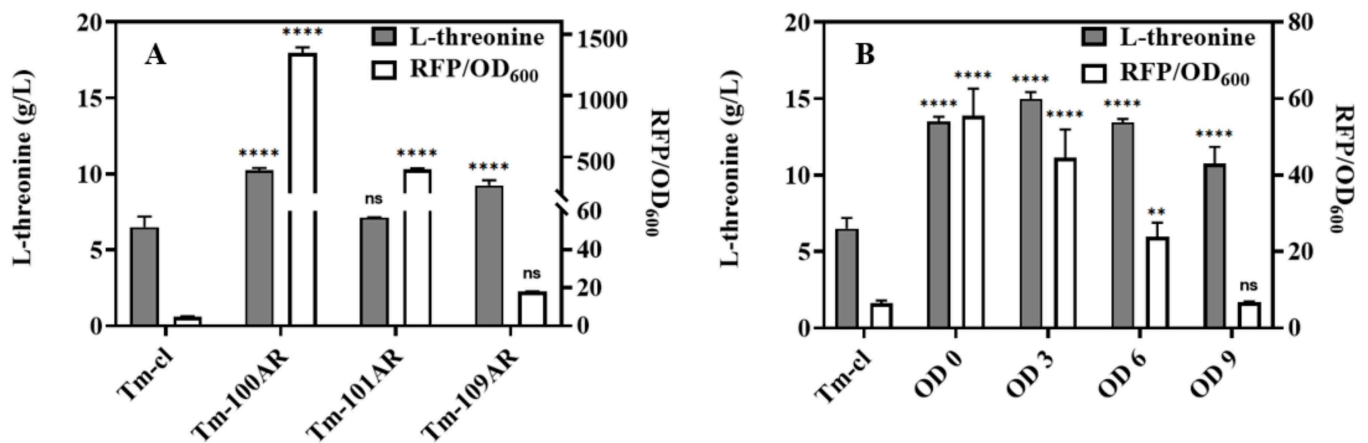 A
L-threonine
RFP/OD600
L-threonine (g/L)
20
15
10
5
0
1500
1000
500
60
40
20
0
RFP/OD600
****
****
ns
****
****
ns
Tm-cl
Tm-100AR
Tm-101AR
Tm-109AR
B
L-threonine
RFP/OD600
L-threonine (g/L)
20
15
10
5
0
80
60
40
20
0
RFP/OD600
****
****
****
****
****
**
****
ns
Tm-cl
OD 0
OD 3
OD 6
OD 9